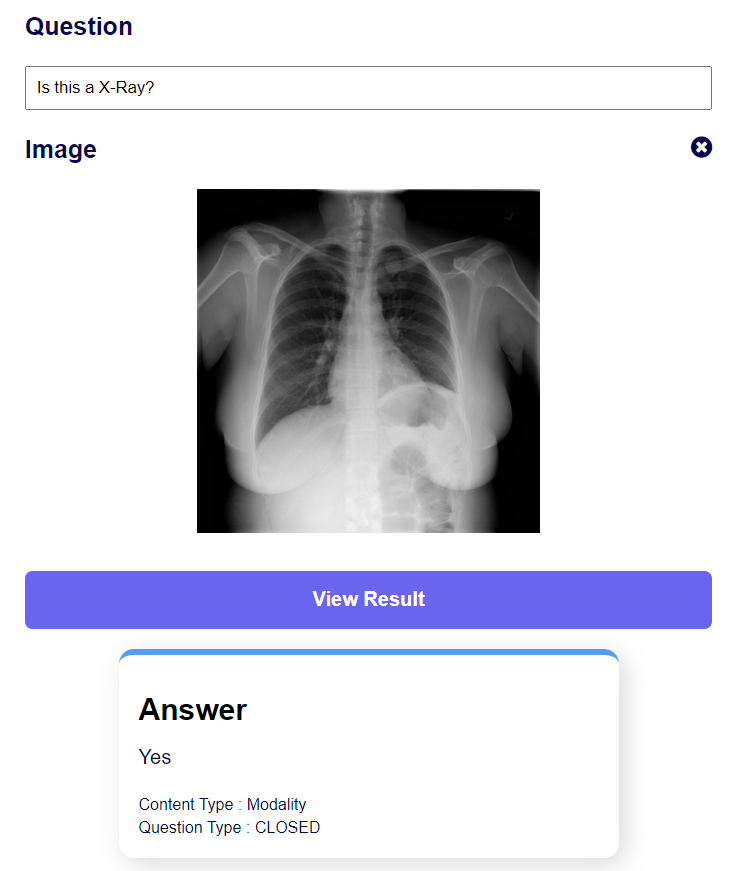 Question
Is this a X-Ray?
Image
View Result
Answer
Yes
Content Type : Modality
Question Type : CLOSED